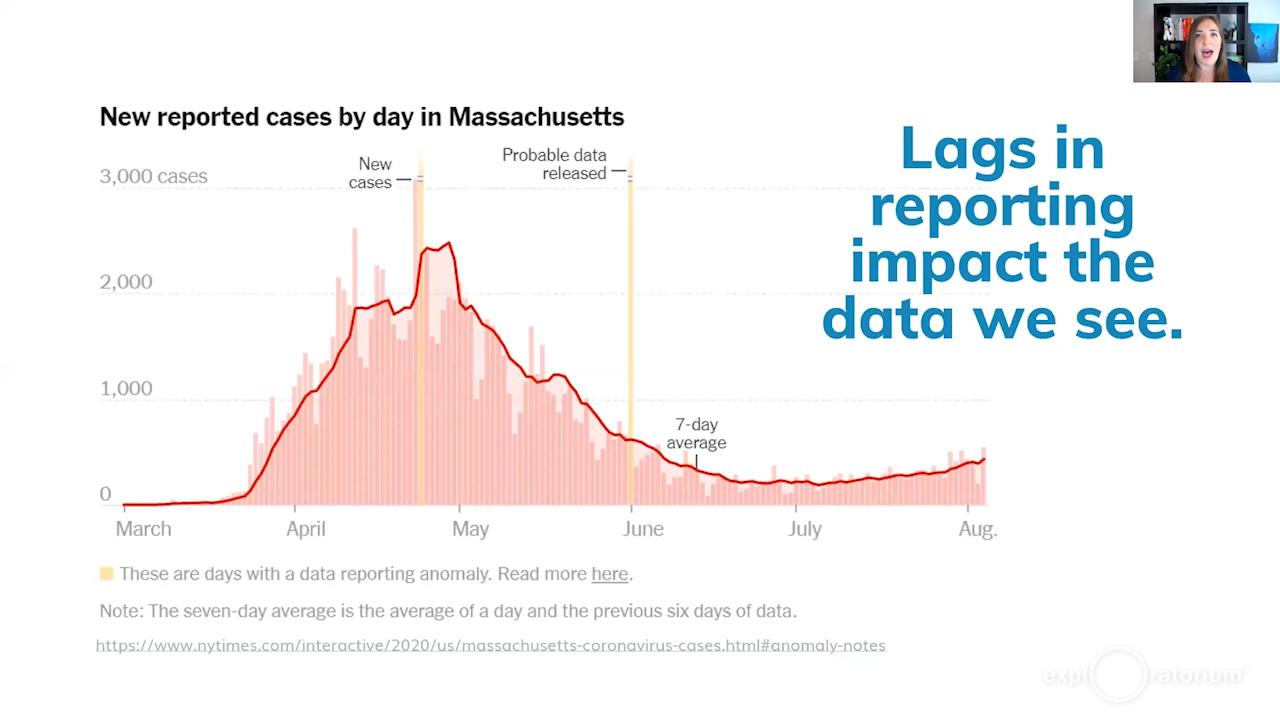 New reported cases by day in Massachusetts
Lags in
reporting
impact the
data we see.
3,000 cases
2,000
1,000
0
New
cases
Probable data
released
7-day
average
March
April
May
June
July
Aug.
These are days with a data reporting anomaly. Read more here.
Note: The seven-day average is the average of a day and the previous six days of data.
https://www.nytimes.com/interactive/2020/us/massachusetts-coronavirus-cases.html#anomaly-notes
exploratorium